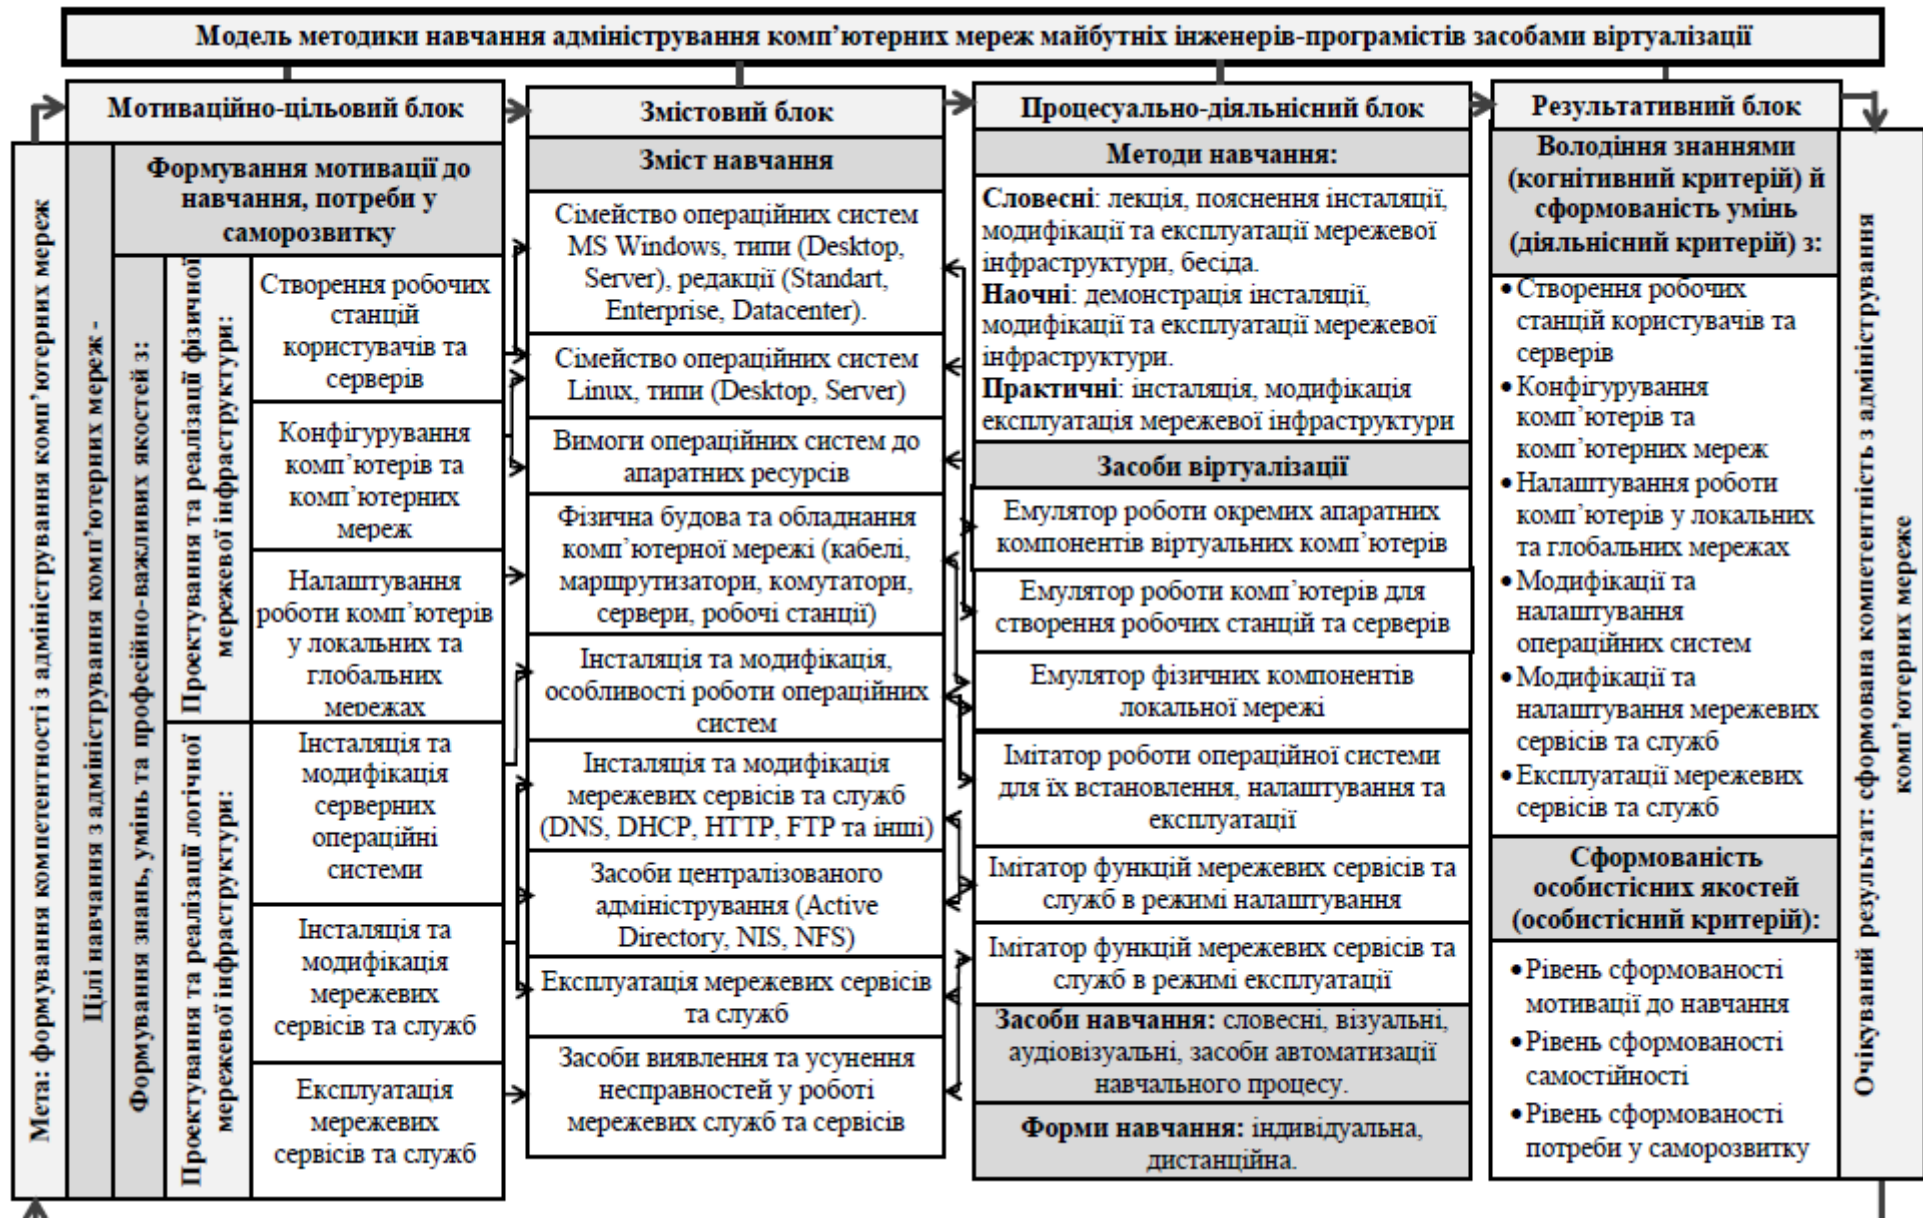 Модель методики навчання адміністрування комп’ютерних мереж майбутніх інженерів-програмістів засобами віртуалізації
Мотиваційно-цільовий блок
Мета: формування компетентності з адміністрування комп’ютерних мереж
Цілі навчання з адміністрування комп’ютерних мереж -
Формування мотивації до
навчання, потреби у
саморозвитку
Формування знань, умінь та професійно-важливих якостей з:
Проектування та реалізації фізичної
мережевої інфраструктури:
Створення робочих
станцій
користувачів та
серверів
Конфігурування
комп’ютерів та
комп’ютерних
мереж
Налаштування
роботи комп’ютерів
у локальних та
глобальних
мережах
Проектування та реалізації логічної
мережевої інфраструктури:
Інсталяція та
модифікація
серверних
операційні
системи
Інсталяція та
модифікація
мережевих
сервісів та служб
Експлуатація
мережевих
сервісів та служб
Змістовий блок
Зміст навчання
Сімейство операційних систем
MS Windows, типи (Desktop,
Server), редакції (Standart,
Enterprise, Datacenter).
Сімейство операційних систем
Linux, типи (Desktop, Server)
Вимоги операційних систем до
апаратних ресурсів
Фізична будова та обладнання
комп’ютерної мережі (кабелі,
маршрутизатори, комутатори,
сервери, робочі станції)
Інсталяція та модифікація,
особливості роботи операційних
систем
Інсталяція та модифікація
мережевих сервісів та служб
(DNS, DHCP, HTTP, FTP та інші)
Засоби централізованого
адміністрування (Active
Directory, NIS, NFS)
Експлуатація мережевих сервісів
та служб
Засоби виявлення та усунення
несправностей у роботі
мережевих служб та сервісів
Процесуально-діяльнісний блок
Методи навчання:
Словесні: лекція, пояснення інсталяції,
модифікації та експлуатації мережевої
інфраструктури, бесіда.
Наочні: демонстрація інсталяції,
модифікації та експлуатації мережевої
інфраструктури.
Практичні: інсталяція, модифікація
експлуатація мережевої інфраструктури
Засоби віртуалізації
Емулятор роботи окремих апаратних
компонентів віртуальних комп’ютерів
Емулятор роботи комп’ютерів для
створення робочих станцій та серверів
Емулятор фізичних компонентів
локальної мережі
Імітатор роботи операційної системи
для їх встановлення, налаштування та
експлуатації
Імітатор функцій мережевих сервісів та
служб в режимі налаштування
Імітатор функцій мережевих сервісів та
служб в режимі експлуатації
Засоби навчання: словесні, візуальні,
аудіовізуальні, засоби автоматизації
навчального процесу.
Форми навчання: індивідуальна,
дистанційна.
Результативний блок
Володіння знаннями
(когнітивний критерій) й
сформованість умінь
(діяльнісний критерій) з:
• Створення робочих
станцій користувачів та
серверів
• Конфігурування
комп’ютерів та
комп’ютерних мереж
• Налаштування роботи
комп’ютерів у локальних
та глобальних мережах
• Модифікації та
налаштування
операційних систем
• Модифікації та
налаштування мережевих
сервісів та служб
• Експлуатації мережевих
сервісів та служб
Сформованість
особистісних якостей
(особистісний критерій):
• Рівень сформованості
мотивації до навчання
• Рівень сформованості
самостійності
• Рівень сформованості
потреби у саморозвитку
Очікуваний результат: сформована компетентність з адміністрування
комп’ютерних мереже